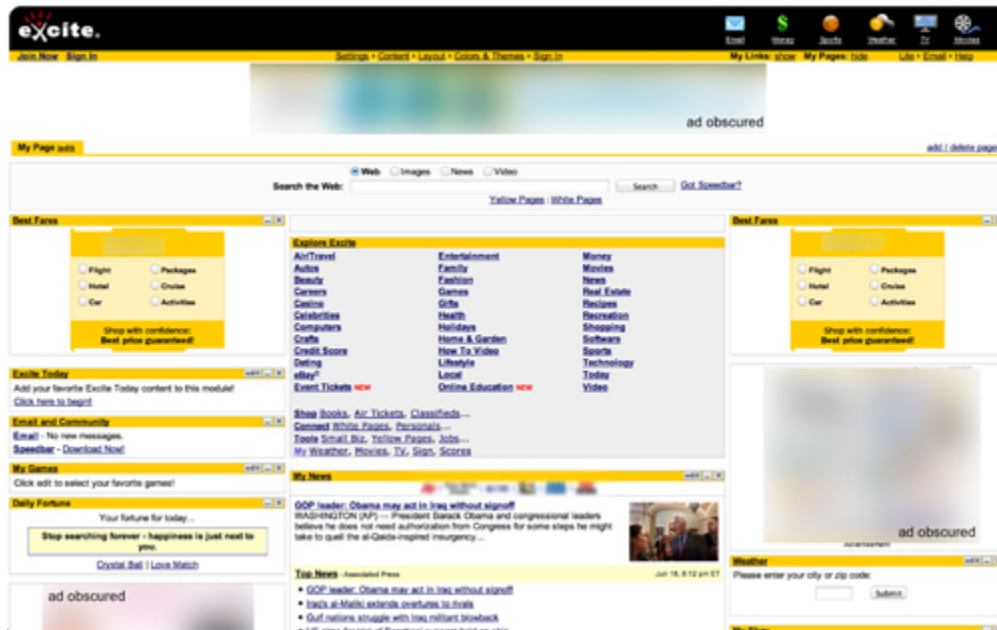 excite.
Email Money Sports Weather TV Movies
Join Now Sign In
Settings • Content • Layout • Colors & Themes • Sign In
My Links: show My Pages: hide
Lite • Email • Help
ad obscured
My Page
add / delete page
Web Images News Video
Search the Web:
Search
Got Speedbar?
Yellow Pages | White Pages
Best Fares
Flight Packages
Hotel Cruise
Car Activities
Shop with confidence:
Best price guaranteed!
Excite Today edit
Add your favorite Excite Today content to this module!
Click here to begin!
Email and Community
Email - No new messages.
Speedbar - Download Now!
My Games edit
Click edit to select your favorite games!
Daily Fortune
Your fortune for today...
Stop searching forever - happiness is just next to
you.
Crystal Ball | Love Match
ad obscured
Explore Excite
Air/Travel Entertainment Money
Autos Family Movies
Beauty Fashion News
Careers Games Real Estate
Casino Gifts Recipes
Celebrities Health Recreation
Computers Holidays Shopping
Crafts Home & Garden Software
Credit Score How To Video Sports
Dating Lifestyle Technology
eBay® Local Today
Event Tickets NEW Online Education NEW Video
Shop Books, Air Tickets, Classifieds...
Connect White Pages, Personals...
Tools Small Biz, Yellow Pages, Jobs...
My Weather, Movies, TV, Sign, Scores
My News edit
GOP leader: Obama may act in Iraq without signoff
WASHINGTON (AP) — President Barack Obama and congressional leaders
believe he does not need authorization from Congress for some steps he might
take to quell the al-Qaida-inspired insurgency...
Top News - Associated Press Jun 18, 8:12 pm ET
• GOP leader: Obama may act in Iraq without signoff
• Iraq's al-Maliki extends overtures to rivals
• Gulf nations struggle with Iraq militant blowback
Best Fares
Flight Packages
Hotel Cruise
Car Activities
Shop with confidence:
Best price guaranteed!
ad obscured
Advertisement
Weather edit
Please enter your city or zip code:
Submit